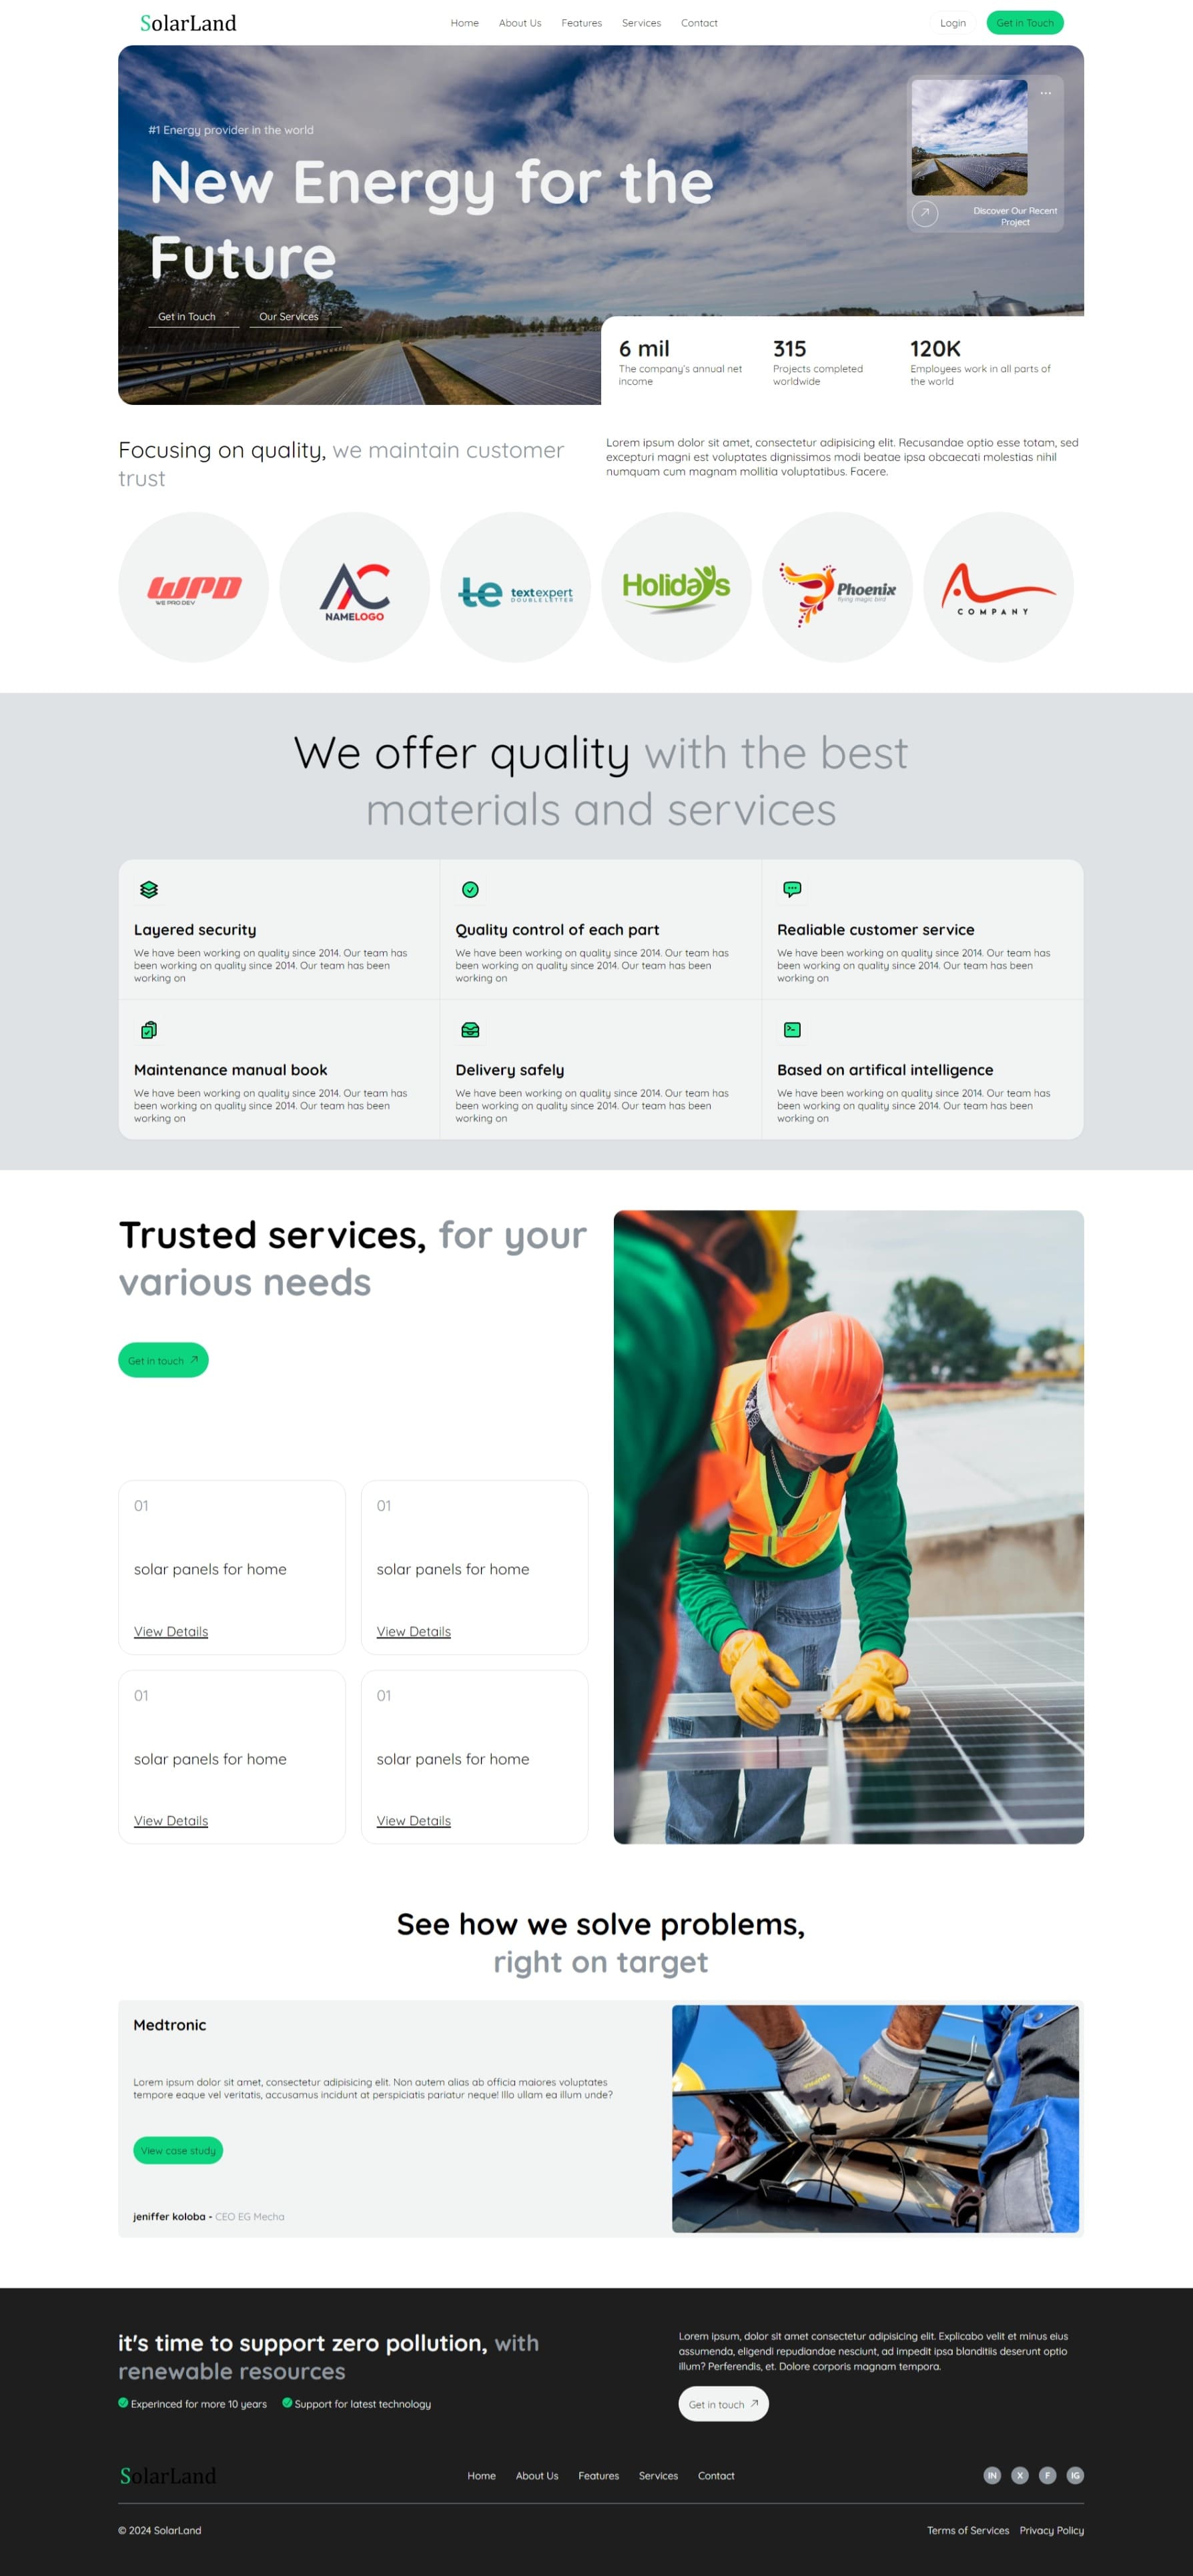 SolarLand
Home About Us Features Services Contact
Login Get in Touch
#1 Energy provider in the world
New Energy for the
Future
Get in Touch
Our Services
Discover Our Recent
Project
6 mil
The company's annual net
income
315
Projects completed
worldwide
120K
Employees work in all parts of
the world
Focusing on quality, we maintain customer
trust
Lorem ipsum dolor sit amet, consectetur adipisicing elit. Recusandae optio esse totam, sed
excepturi magni est voluptates dignissimos modi beatae ipsa obcaecati molestias nihil
numquam cum magnam mollitia voluptatibus. Facere.
WPD
WE PRO DEV
AC
NAMELOGO
te textexpert
DOUBLE LETTER
Holidays
Phoenix
flying magic bird
COMPANY
We offer quality with the best
materials and services
Layered security
We have been working on quality since 2014. Our team has
been working on quality since 2014. Our team has been
working on
Quality control of each part
We have been working on quality since 2014. Our team has
been working on quality since 2014. Our team has been
working on
Realiable customer service
We have been working on quality since 2014. Our team has
been working on quality since 2014. Our team has been
working on
Maintenance manual book
We have been working on quality since 2014. Our team has
been working on quality since 2014. Our team has been
working on
Delivery safely
We have been working on quality since 2014. Our team has
been working on quality since 2014. Our team has been
working on
Based on artifical intelligence
We have been working on quality since 2014. Our team has
been working on quality since 2014. Our team has been
working on
Trusted services, for your
various needs
Get in touch
01
solar panels for home
View Details
01
solar panels for home
View Details
01
solar panels for home
View Details
01
solar panels for home
View Details
See how we solve problems,
right on target
Medtronic
Lorem ipsum dolor sit amet, consectetur adipisicing elit. Non autem alias ab officia maiores voluptates
tempore eaque vel veritatis, accusamus incidunt at perspiciatis pariatur neque! Illo ullam ea illum unde?
View case study
jeniffer koloba - CEO EG Mecha
it's time to support zero pollution, with
renewable resources
Experinced for more 10 years
Support for latest technology
Lorem ipsum, dolor sit amet consectetur adipisicing elit. Explicabo velit et minus eius
assumenda, eligendi repudiandae nesciunt, ad impedit ipsa blanditiis deserunt optio
illum? Perferendis, et. Dolore corporis magnam tempora.
Get in touch
SolarLand
Home About Us Features Services Contact
IN X F IG
© 2024 SolarLand
Terms of Services Privacy Policy